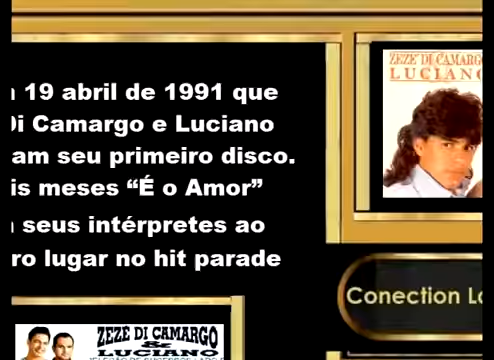 19 abril de 1991 que
Di Camargo e Luciano
am seu primeiro disco.
is meses “É o Amor”
seus intérpretes ao
ro lugar no hit parade
ZEZÉ DI CAMARGO
LUCIANO
Conection Lo
ZEZÉ DI CAMARGO
&
LUCIANO